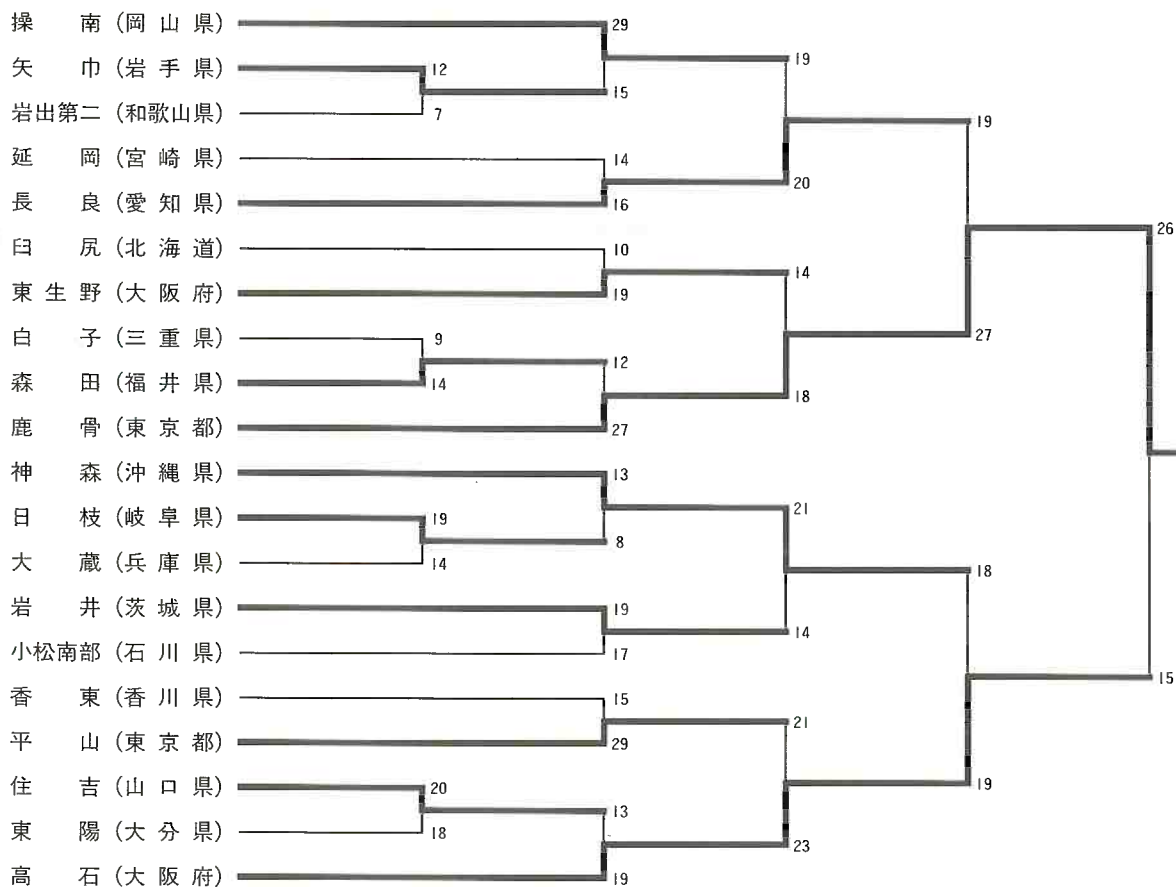 操南（岡山県）
29
19
矢巾（岩手県）
12
15
岩出第二（和歌山県）
7
19
延岡（宮崎県）
14
20
長良（愛知県）
16
26
臼尻（北海道）
10
14
東生野（大阪府）
19
白子（三重県）
9
27
12
森田（福井県）
14
18
鹿骨（東京都）
27
神森（沖縄県）
13
21
日枝（岐阜県）
19
8
大蔵（兵庫県）
14
18
岩井（茨城県）
19
14
小松南部（石川県）
17
15
香東（香川県）
15
21
平山（東京都）
29
住吉（山口県）
20
19
13
東陽（大分県）
18
23
高石（大阪府）
19